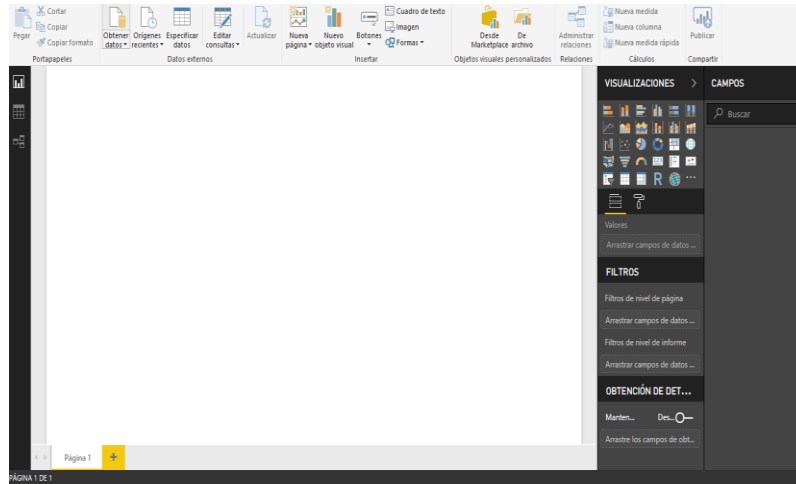 Cortar
Copiar
Copiar formato
Pegar
Obtener datos
Orígenes recientes
Especificar datos
Editar consultas
Actualizar
Nueva página
Nuevo objeto visual
Botones
Cuadro de texto
Imagen
Formas
Desde Marketplace
De archivo
Administrar relaciones
Nueva medida
Nueva columna
Nueva medida rápida
Publicar
Portapapeles
Datos externos
Insertar
Objetos visuales personalizados
Relaciones
Cálculos
Compartir
VISUALIZACIONES
CAMPOS
Buscar
R
Valores
Arrastrar campos de datos ...
FILTROS
Filtros de nivel de página
Arrastrar campos de datos ...
Filtros de nivel de informe
Arrastrar campos de datos ...
OBTENCIÓN DE DET...
Manten... Des...
Arrastre los campos de obt...
Página 1
PÁGINA 1 DE 1